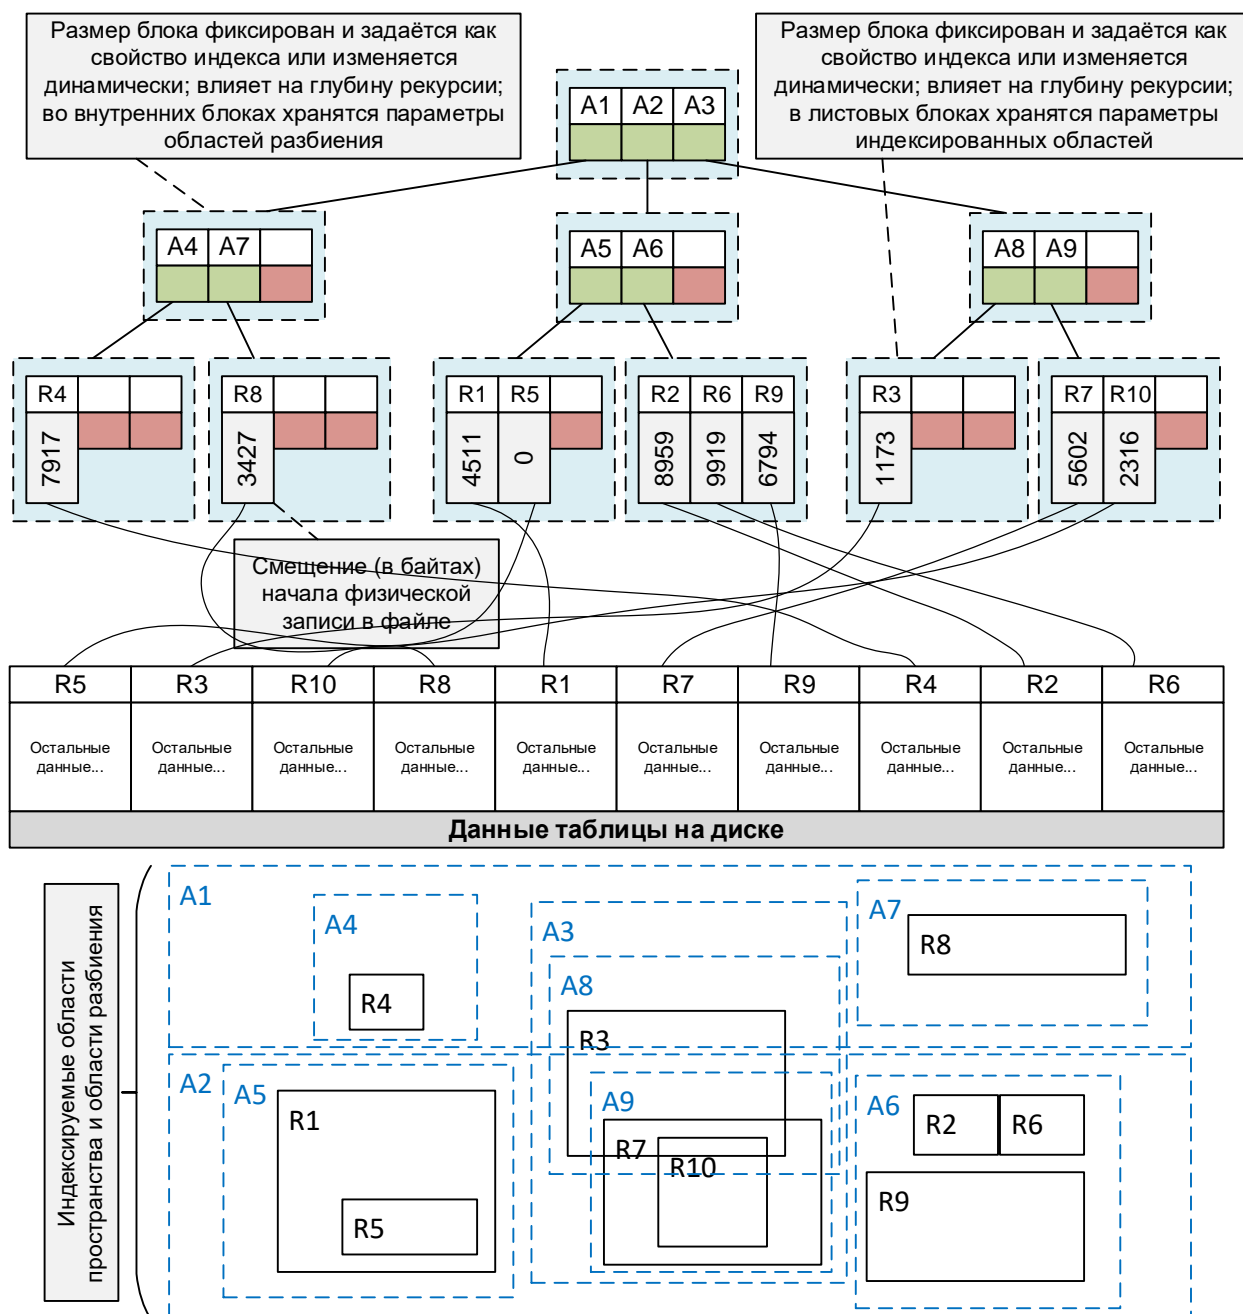 Размер блока фиксирован и задаётся как
свойство индекса или изменяется
динамически; влияет на глубину рекурсии;
во внутренних блоках хранятся параметры
областей разбиения
Размер блока фиксирован и задаётся как
свойство индекса или изменяется
динамически; влияет на глубину рекурсии;
в листовых блоках хранятся параметры
индексированных областей
A1 A2 A3
A4 A7
A5 A6
A8 A9
R4
7917
R8
3427
R1 R5
4511 0
R2 R6 R9
8959 9919 6794
R3
1173
R7 R10
5602 2316
Смещение (в байтах)
начала физической
записи в файле
R5 R3 R10 R8 R1 R7 R9 R4 R2 R6
Остальные Остальные Остальные Остальные Остальные Остальные Остальные Остальные Остальные Остальные
данные... данные... данные... данные... данные... данные... данные... данные... данные... данные...
Данные таблицы на диске
Индексируемые области
пространства и области разбиения
A1
A4
R4
A3
A8
R3
A7
R8
A2
A5
R1
R5
A9
R7
R10
A6
R2
R6
R9